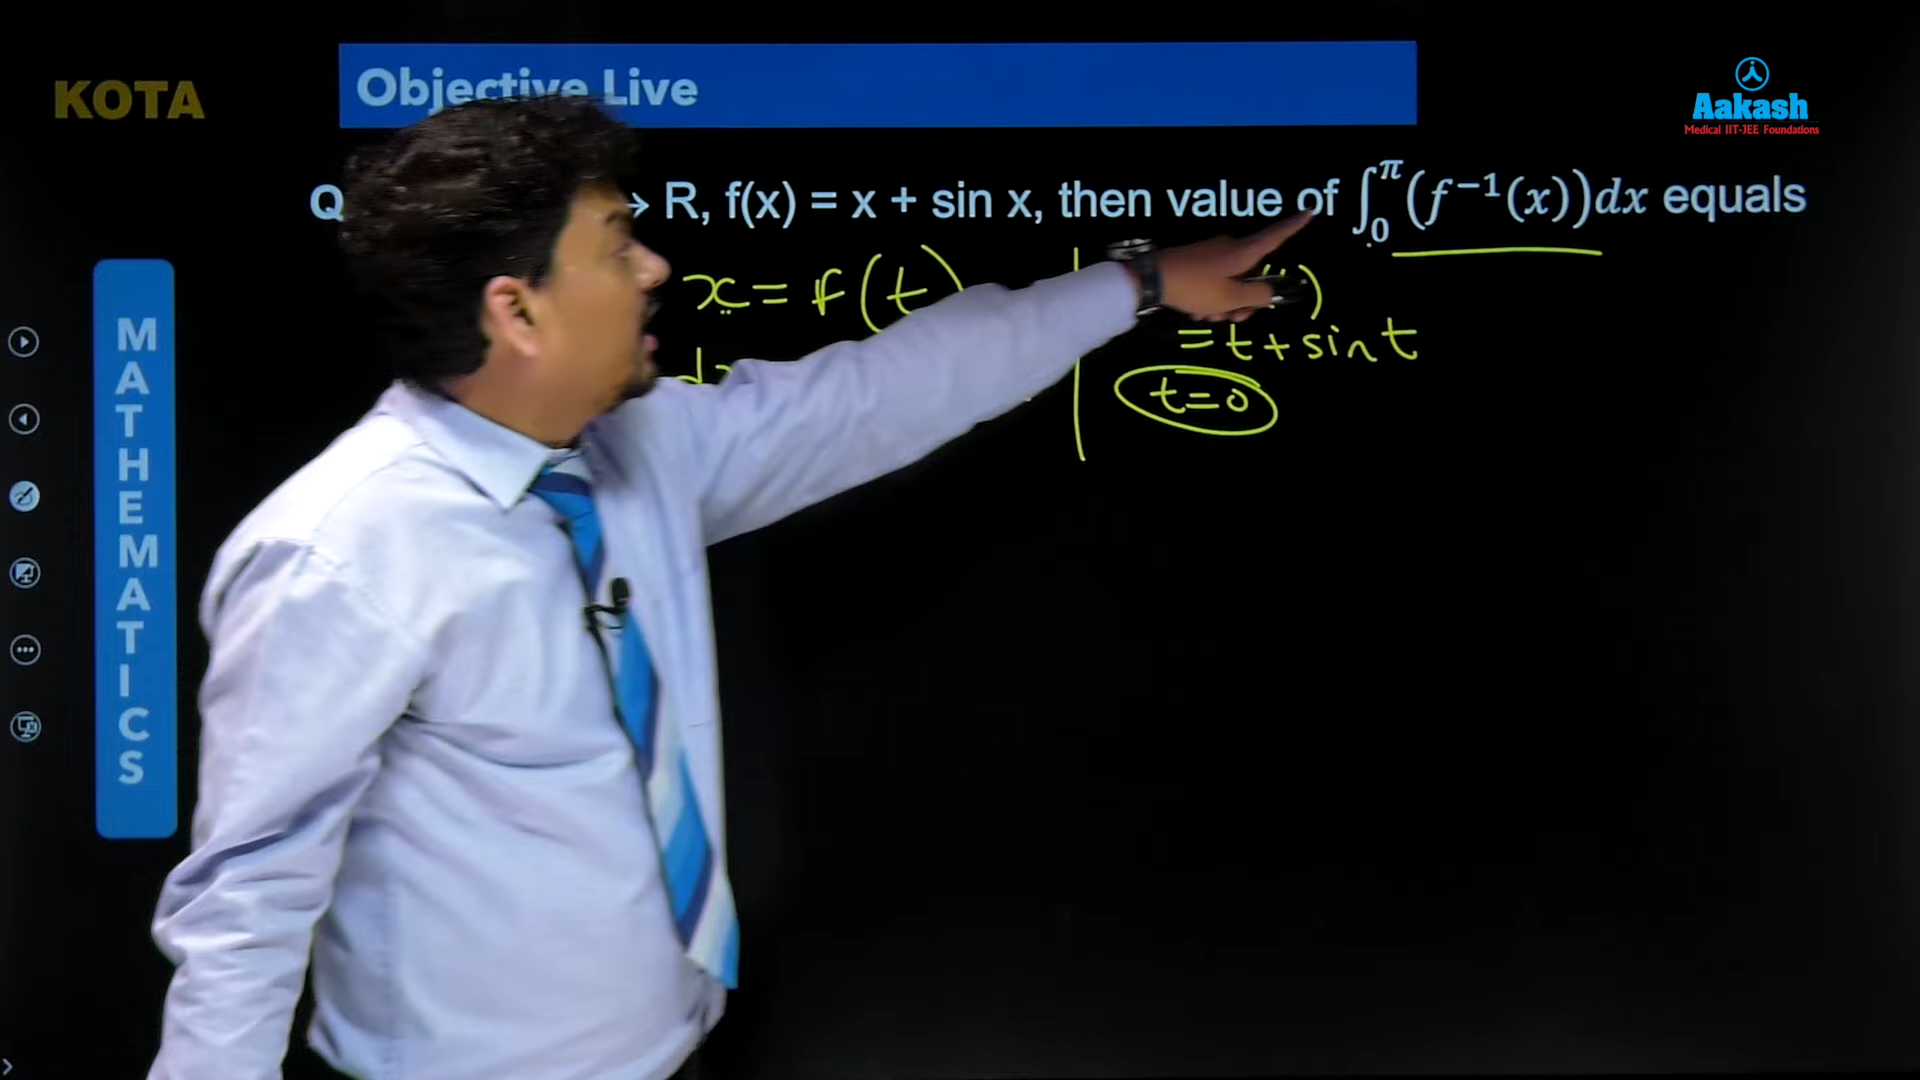 KOTA
Objective Live
Aakash
Medical IIT-JEE Foundations
Q → R, f(x) = x + sin x, then value of ∫₀^π (f⁻¹(x))dx equals
x = f(t)
= t + sin t
t = 0
MATHEMATICS